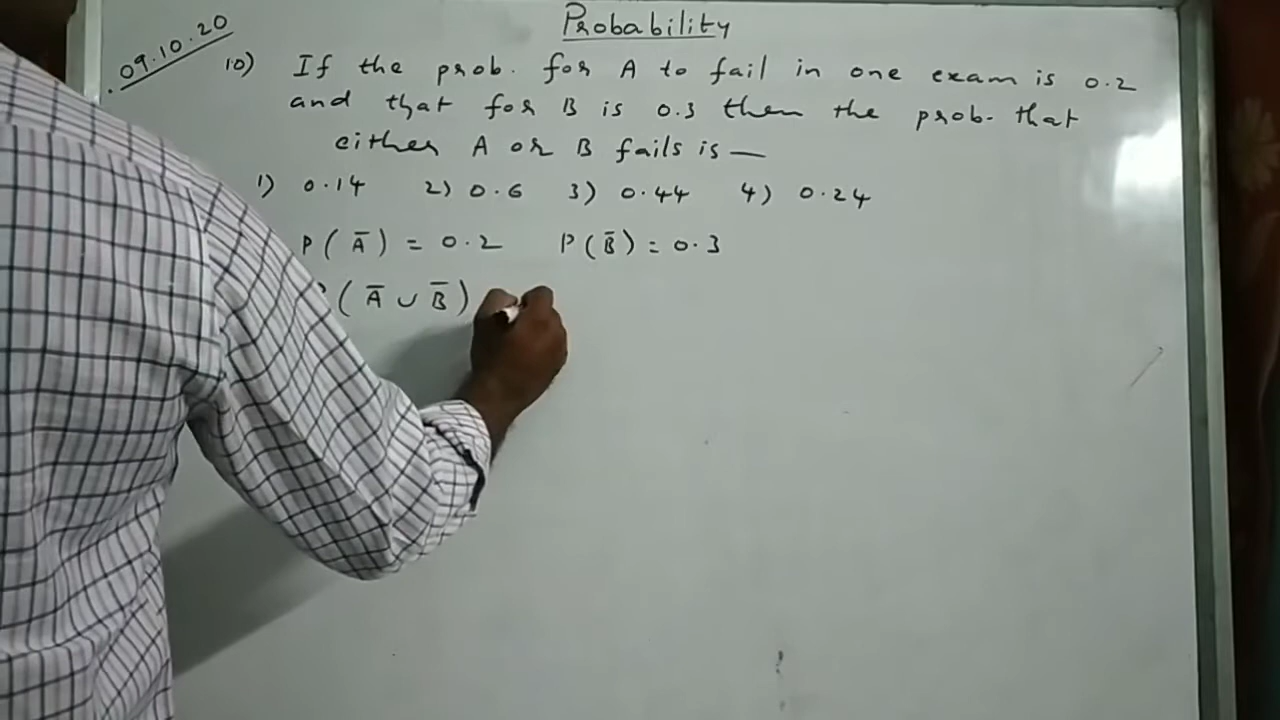 Probability
09.10.20
10) If the prob. for A to fail in one exam is 0.2
and that for B is 0.3 then the prob. that
either A or B fails is —
1) 0.14 2) 0.6 3) 0.44 4) 0.24
P(A̅) = 0.2 P(B̅) = 0.3
(A̅ ∪ B̅)